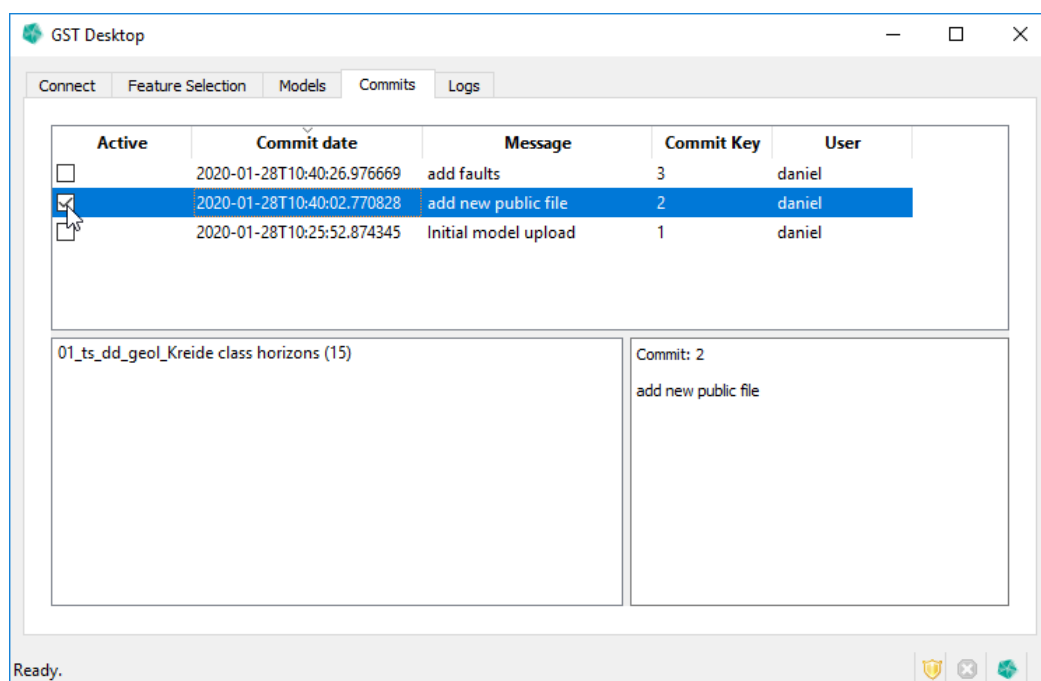 GST Desktop
Connect Feature Selection Models Commits Logs
Active Commit date Message Commit Key User
2020-01-28T10:40:26.976669 add faults 3 daniel
2020-01-28T10:40:02.770828 add new public file 2 daniel
2020-01-28T10:25:52.874345 Initial model upload 1 daniel
01_ts_dd_geol_Kreide class horizons (15)
Commit: 2
add new public file
Ready.